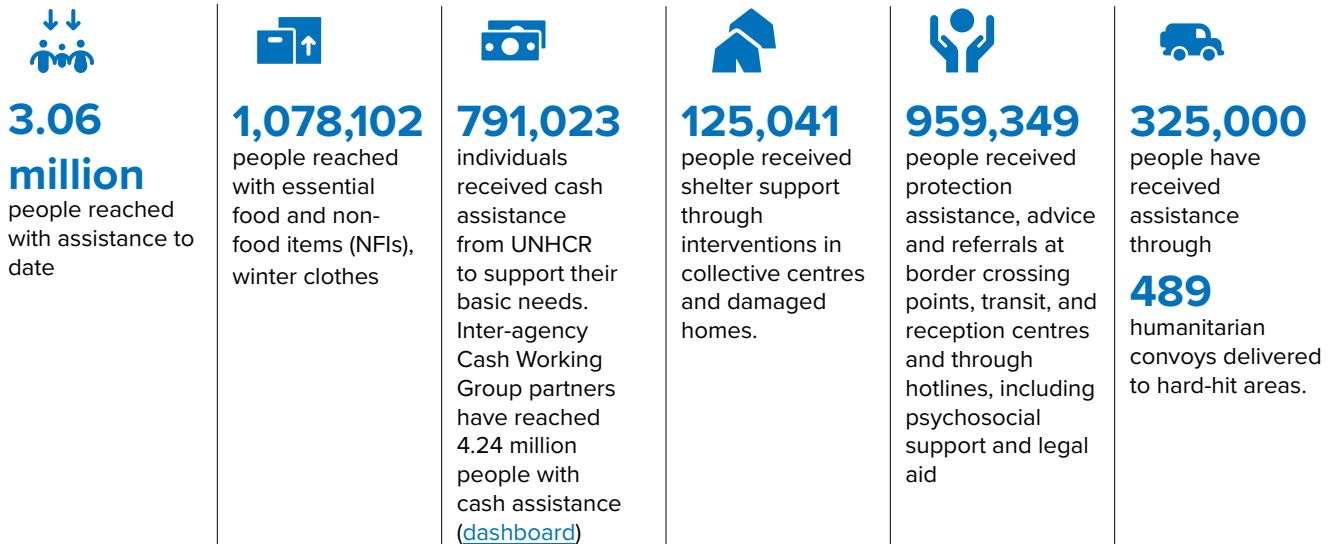 3.06
million
people reached
with assistance to
date
1,078,102
people reached
with essential
food and non-
food items (NFIs),
winter clothes
791,023
individuals
received cash
assistance
from UNHCR
to support their
basic needs.
Inter-agency
Cash Working
Group partners
have reached
4.24 million
people with
cash assistance
(dashboard)
125,041
people received
shelter support
through
interventions in
collective centres
and damaged
homes.
959,349
people received
protection
assistance, advice
and referrals at
border crossing
points, transit, and
reception centres
and through
hotlines, including
psychosocial
support and legal
aid
325,000
people have
received
assistance
through
489
humanitarian
convoys delivered
to hard-hit areas.